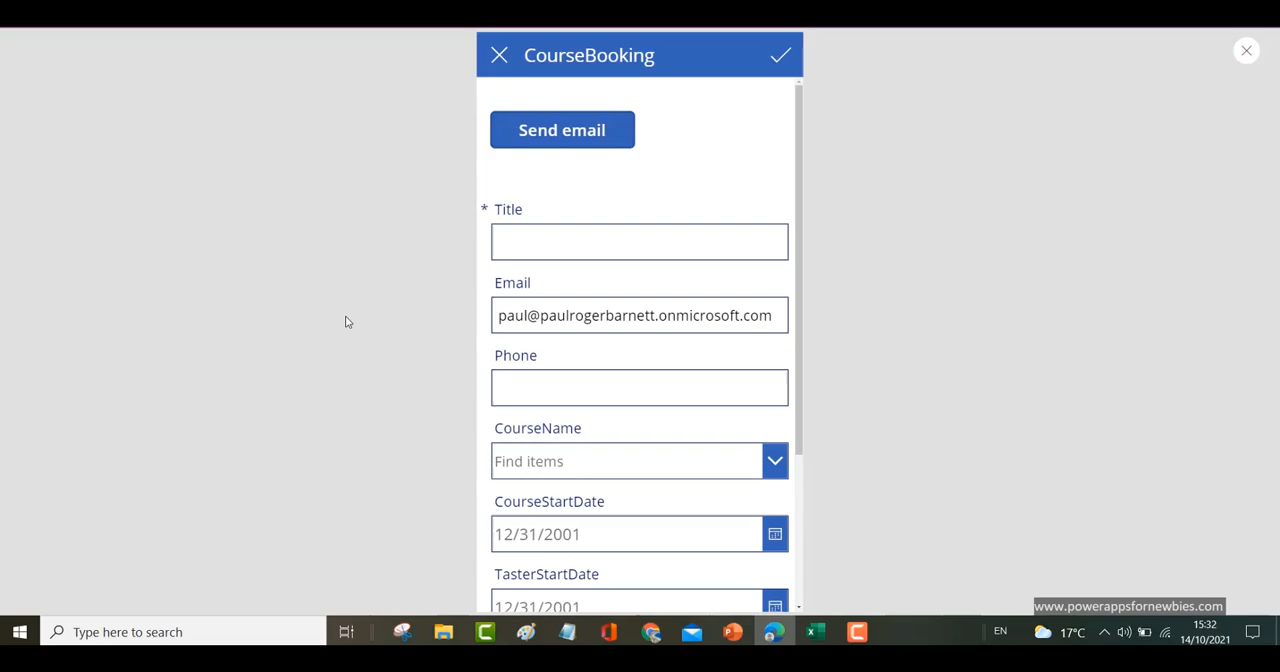 CourseBooking
Send email
* Title
Email
paul@paulrogerbarnett.onmicrosoft.com
Phone
CourseName
Find items
CourseStartDate
12/31/2001
TasterStartDate
12/31/2001
www.powerappsfornewbies.com
Type here to search
EN
17°C
15:32
14/10/2021